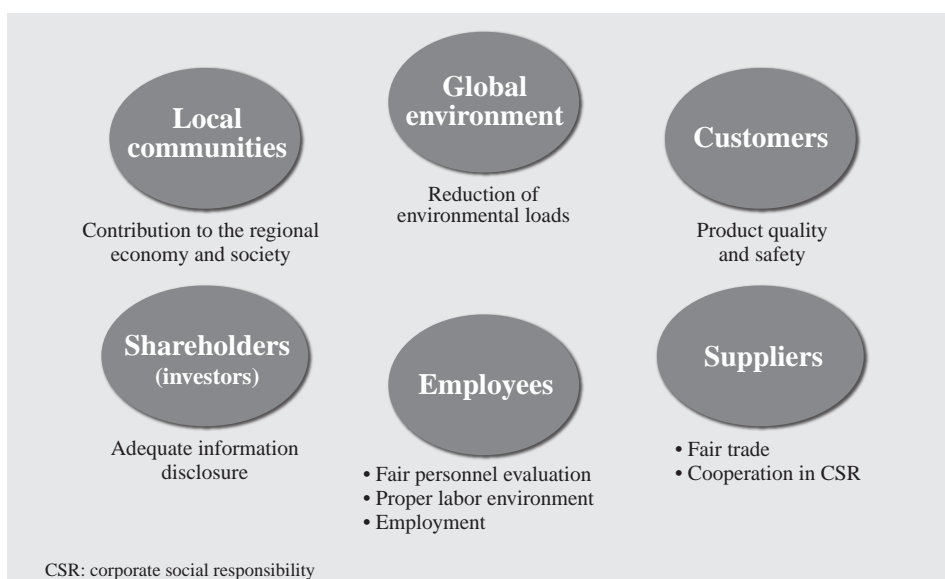 Local
communities
Contribution to the regional
economy and society
Global
environment
Reduction of
environmental loads
Customers
Product quality
and safety
Shareholders
(investors)
Adequate information
disclosure
Employees
• Fair personnel evaluation
• Proper labor environment
• Employment
Suppliers
• Fair trade
• Cooperation in CSR
CSR: corporate social responsibility